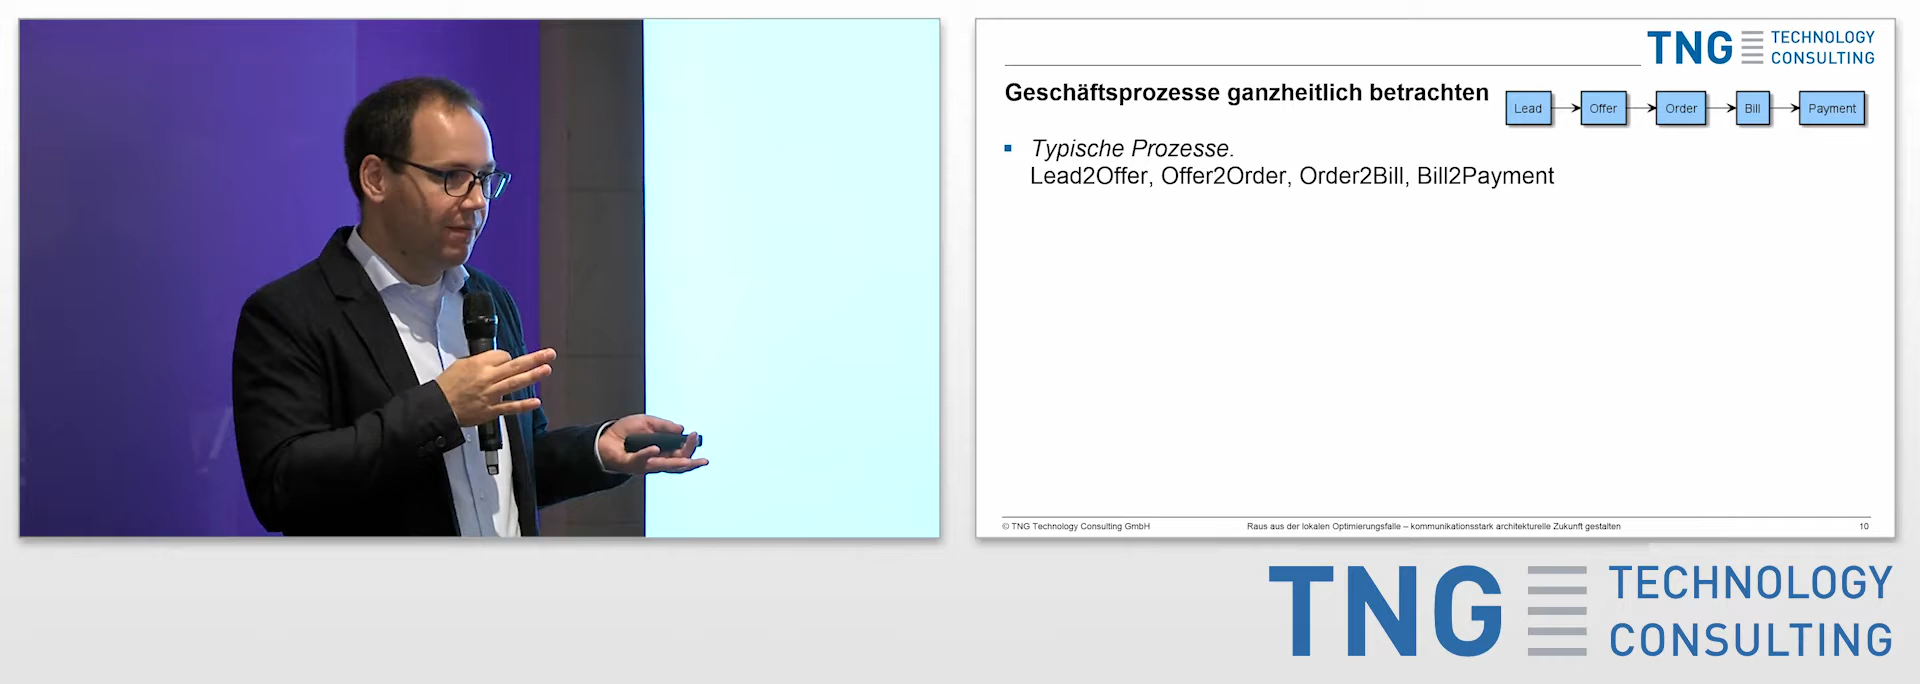 TNG TECHNOLOGY
CONSULTING
Geschäftsprozesse ganzheitlich betrachten
Lead
Offer
Order
Bill
Payment
Typische Prozesse.
Lead2Offer, Offer2Order, Order2Bill, Bill2Payment
© TNG Technology Consulting GmbH
Raus aus der lokalen Optimierungsfalle – kommunikationsstark architekturelle Zukunft gestalten
10
TNG TECHNOLOGY
CONSULTING